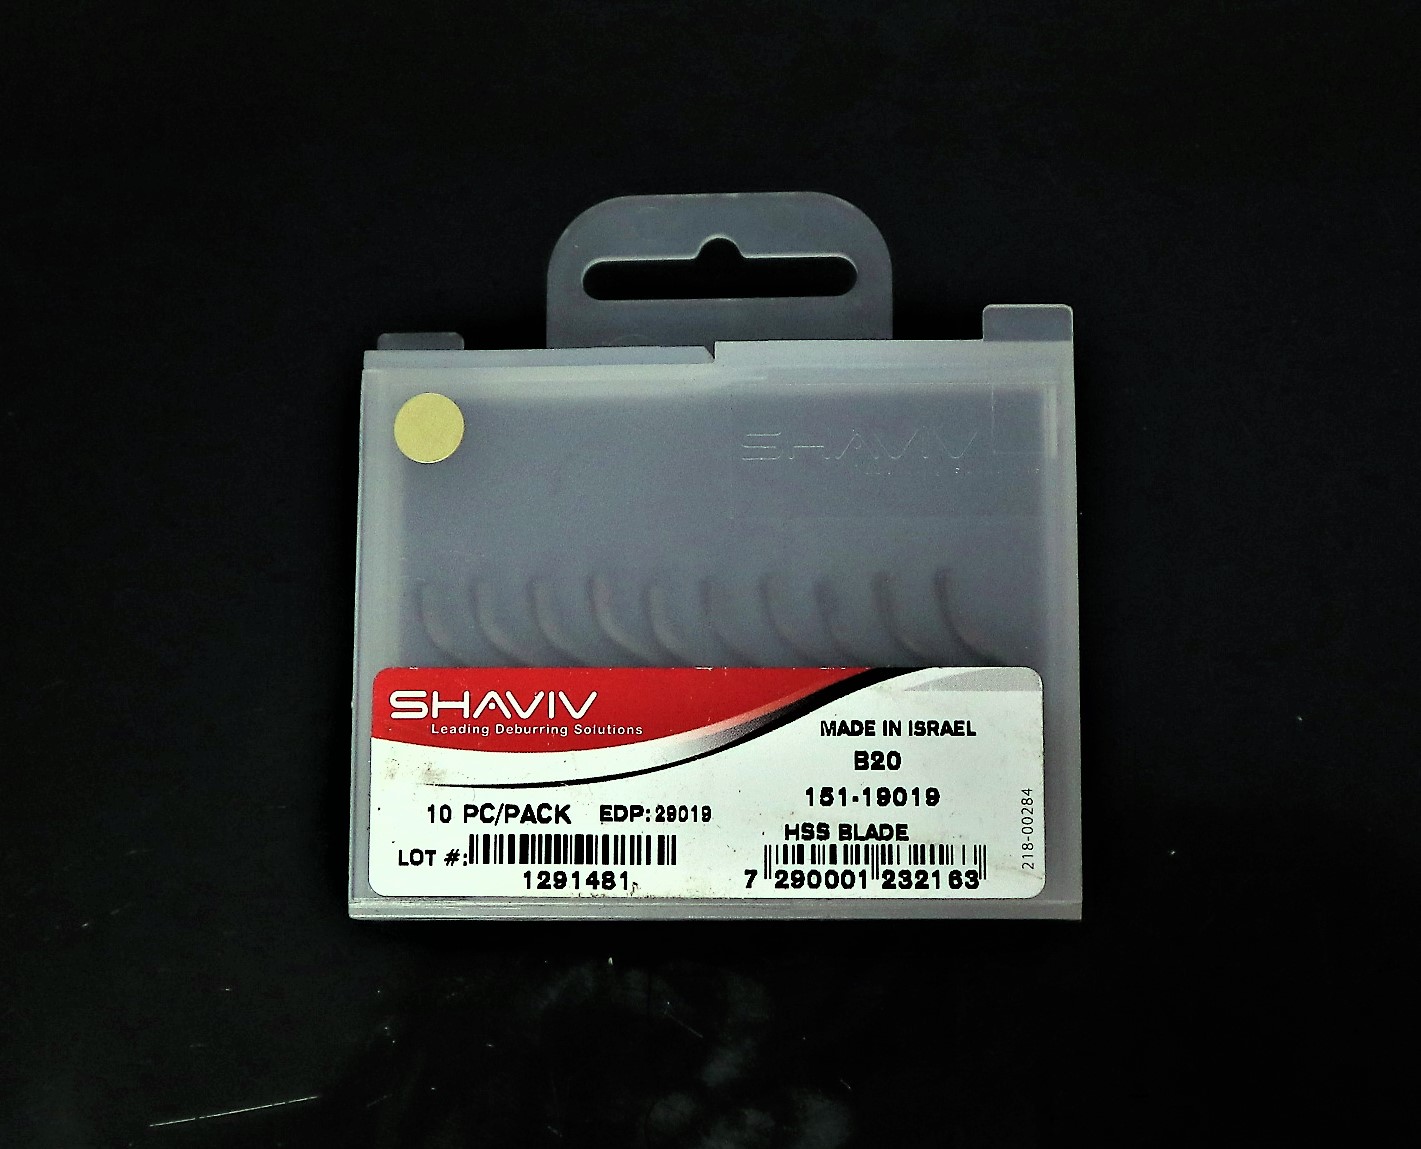 SHAVIV
SHAVIV
Leading Deburring Solutions
MADE IN ISRAEL
B20
151-19019
10 PC/PACK EDP:29019
HSS BLADE
LOT #:
1291481
7 290001 232163
218-00284